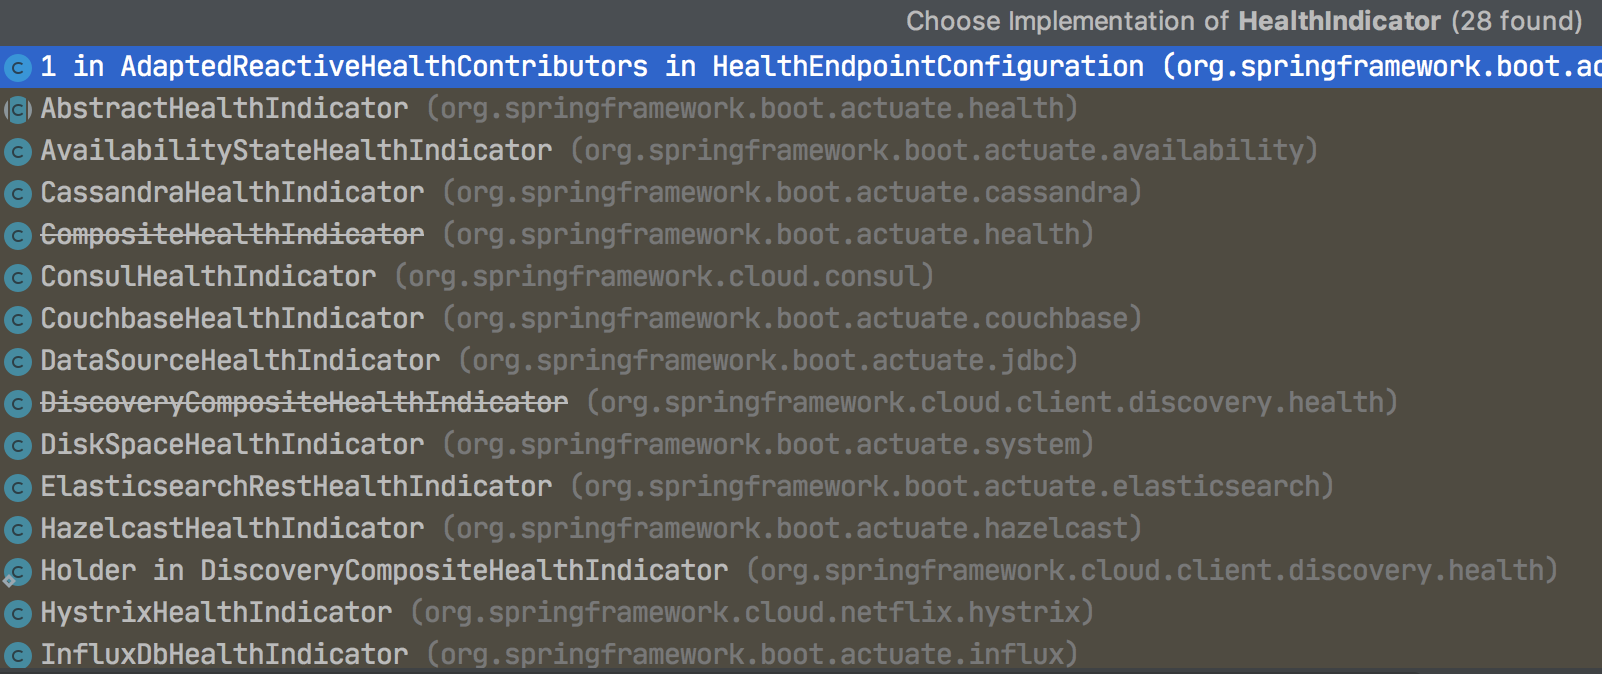 Choose Implementation of HealthIndicator (28 found)
1 in AdaptedReactiveHealthContributors in HealthEndpointConfiguration (org.springframework.boot.ac
AbstractHealthIndicator (org.springframework.boot.actuate.health)
AvailabilityStateHealthIndicator (org.springframework.boot.actuate.availability)
CassandraHealthIndicator (org.springframework.boot.actuate.cassandra)
CompositeHealthIndicator (org.springframework.boot.actuate.health)
ConsulHealthIndicator (org.springframework.cloud.consul)
CouchbaseHealthIndicator (org.springframework.boot.actuate.couchbase)
DataSourceHealthIndicator (org.springframework.boot.actuate.jdbc)
DiscoveryCompositeHealthIndicator (org.springframework.cloud.client.discovery.health)
DiskSpaceHealthIndicator (org.springframework.boot.actuate.system)
ElasticsearchRestHealthIndicator (org.springframework.boot.actuate.elasticsearch)
HazelcastHealthIndicator (org.springframework.boot.actuate.hazelcast)
Holder in DiscoveryCompositeHealthIndicator (org.springframework.cloud.client.discovery.health)
HystrixHealthIndicator (org.springframework.cloud.netflix.hystrix)
InfluxDbHealthIndicator (org.springframework.boot.actuate.influx)